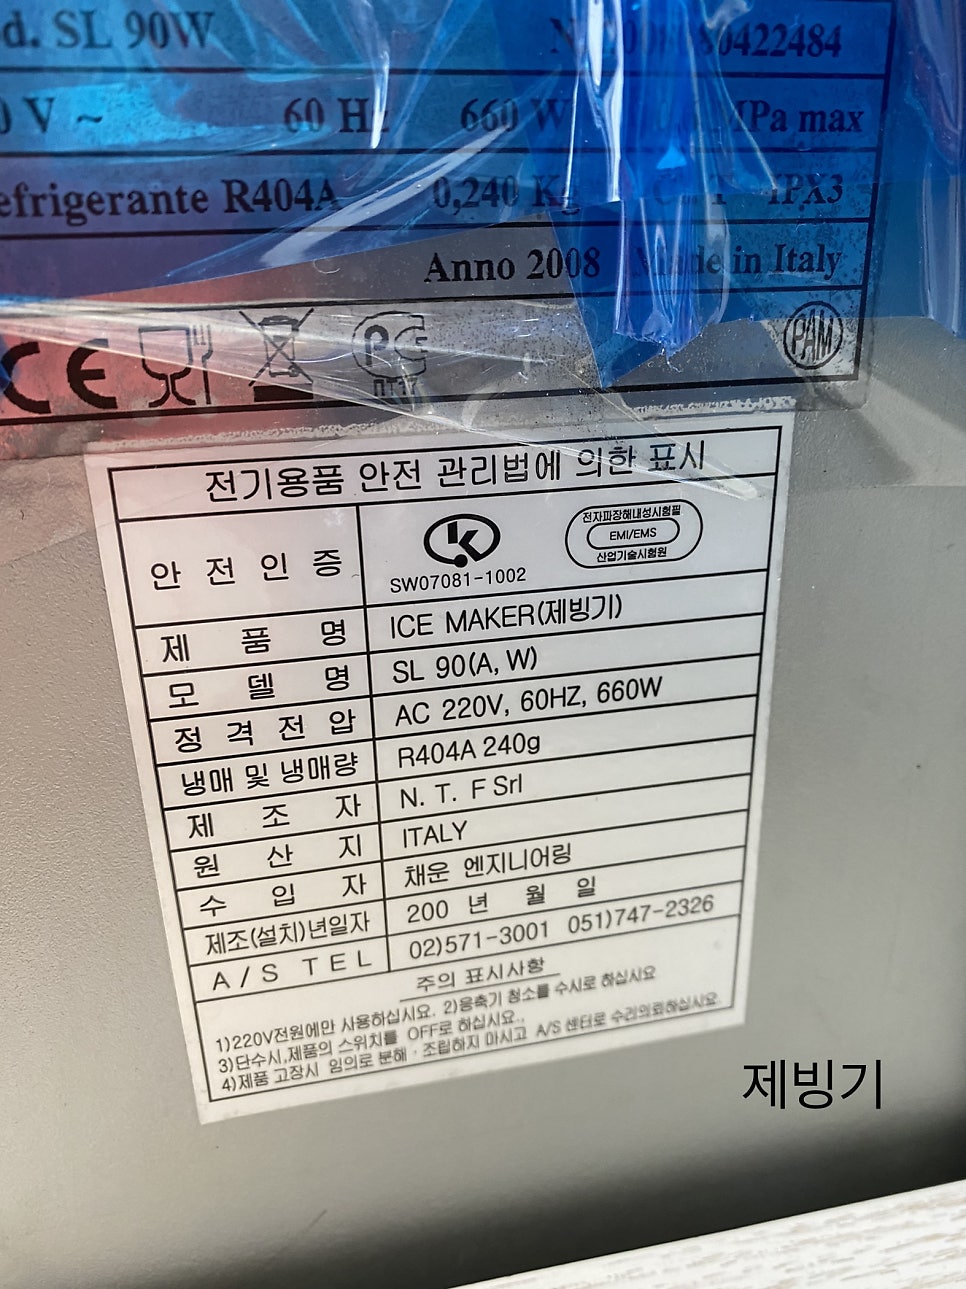 SL 90W 80422484
V ~ 60 Hz 660 W MPa max
efrigerante R404A 0,240 Kg IPX3
Anno 2008 Made in Italy
CE PC ПТ17 PAM
전기용품 안전 관리법에 의한 표시
안 전 인 증 K SW07081-1002 전자파장해내성시험필 EMI/EMS 산업기술시험원
제 품 명 ICE MAKER(제빙기)
모 델 명 SL 90(A, W)
정 격 전 압 AC 220V, 60HZ, 660W
냉매 및 냉매량 R404A 240g
제 조 자 N. T. F Srl
원 산 지 ITALY
수 입 자 채운 엔지니어링
제조(설치)년일자 200 년 월 일
A / S T E L 02)571-3001 051)747-2326
주의 표시사항
1)220V전원에만 사용하십시요. 2)응축기 청소를 수시로 하십시요
3)단수시,제품의 스위치를 OFF로 하십시요..
4)제품 고장시 임의로 분해 · 조립하지 마시고 A/S 센터로 수리의뢰하십시요.
제빙기